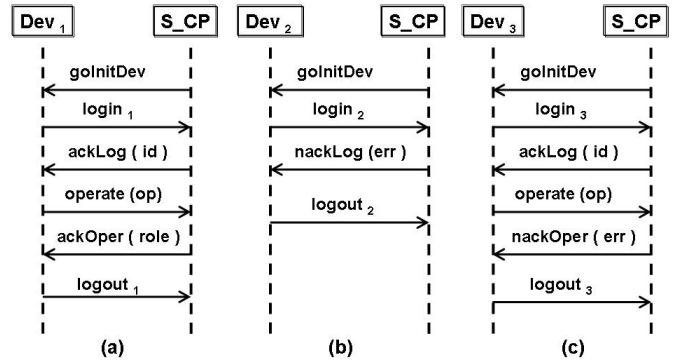 Dev 1 S_CP Dev 2 S_CP Dev 3 S_CP
goInitDev goInitDev goInitDev
login 1 login 2 login 3
ackLog ( id ) nackLog (err ) ackLog ( id )
operate (op) operate (op)
logout 2
ackOper ( role ) nackOper ( err )
logout 1 logout 3
(a) (b) (c)